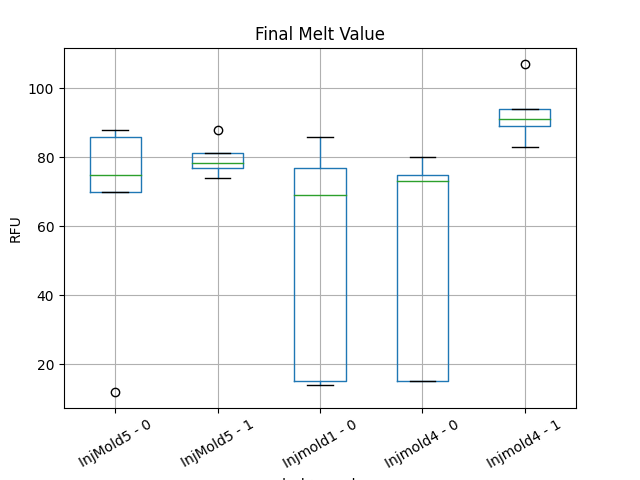 Final Melt Value
RFU
100
80
60
40
20
InjMold5 - 0
InjMold5 - 1
Injmold1 - 0
Injmold4 - 0
Injmold4 - 1